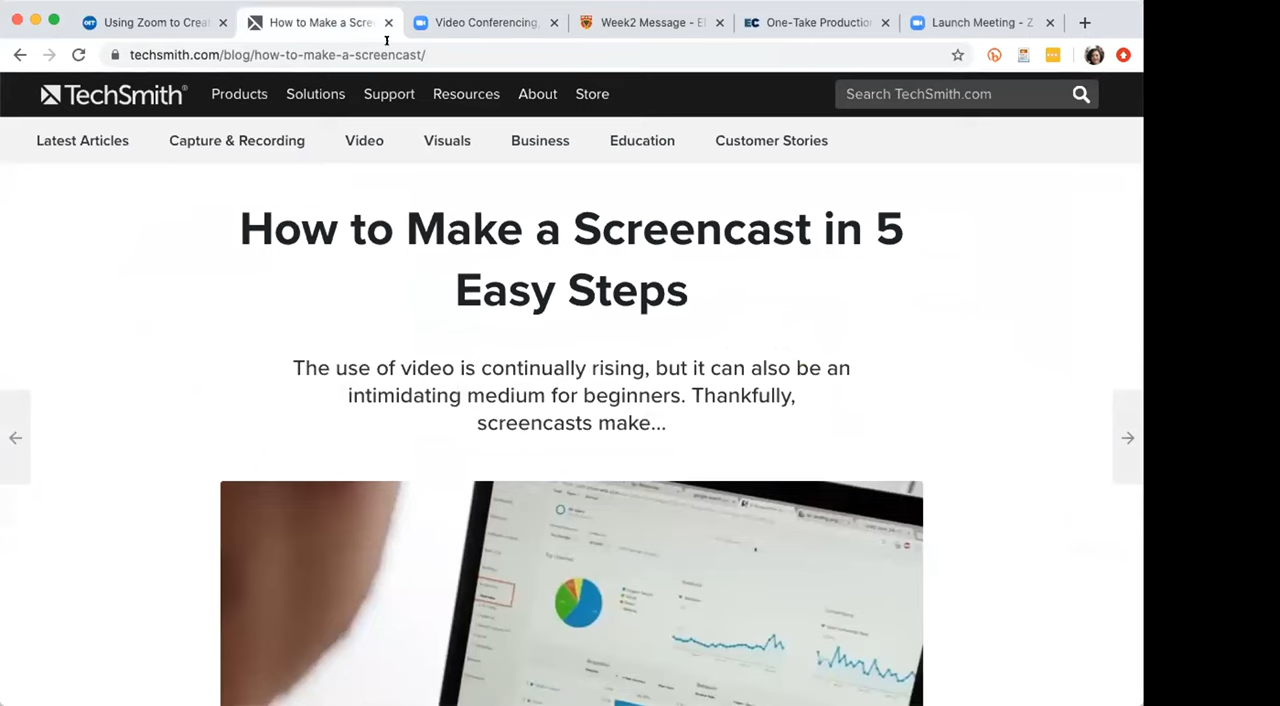 Using Zoom to Crea
How to Make a Scree
Video Conferencing,
Week2 Message - E
EC One-Take Production
Launch Meeting - Z
techsmith.com/blog/how-to-make-a-screencast/
TechSmith®
Products
Solutions
Support
Resources
About
Store
Search TechSmith.com
Latest Articles
Capture & Recording
Video
Visuals
Business
Education
Customer Stories
How to Make a Screencast in 5
Easy Steps
The use of video is continually rising, but it can also be an
intimidating medium for beginners. Thankfully,
screencasts make...